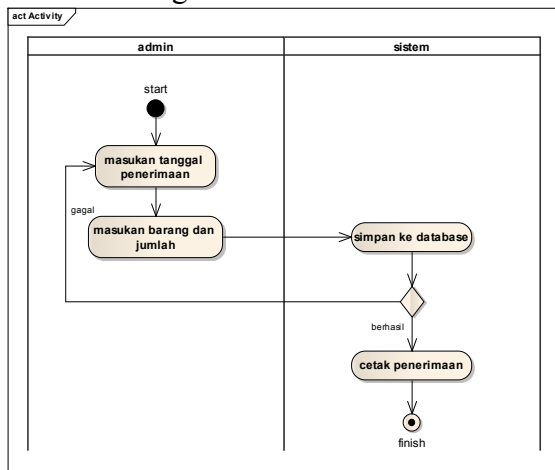 act Activity
admin
sistem
start
masukan tanggal
penerimaan
gagal
masukan barang dan
jumlah
simpan ke database
berhasil
cetak penerimaan
finish